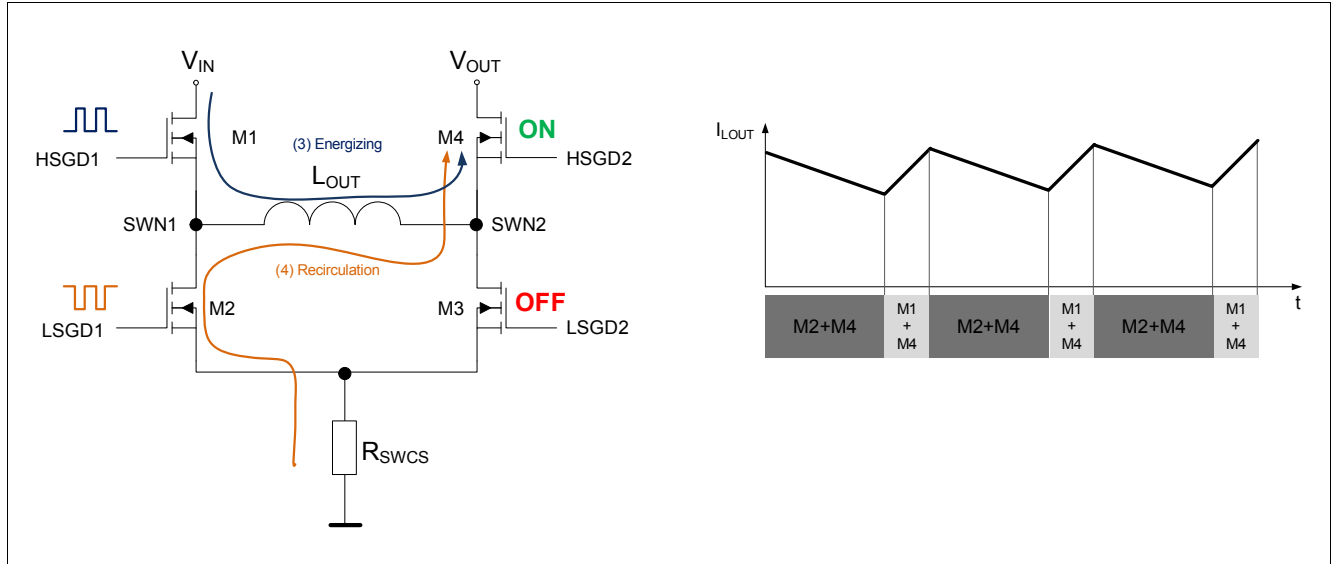 VIN
VOUT
M1
(3) Energizing
M4
ON
HSGD1
HSGD2
LOUT
SWN1
SWN2
(4) Recirculation
M2
M3
OFF
LSGD1
LSGD2
RSWCS
ILOUT
t
M2+M4
M1
+
M4
M2+M4
M1
+
M4
M2+M4
M1
+
M4